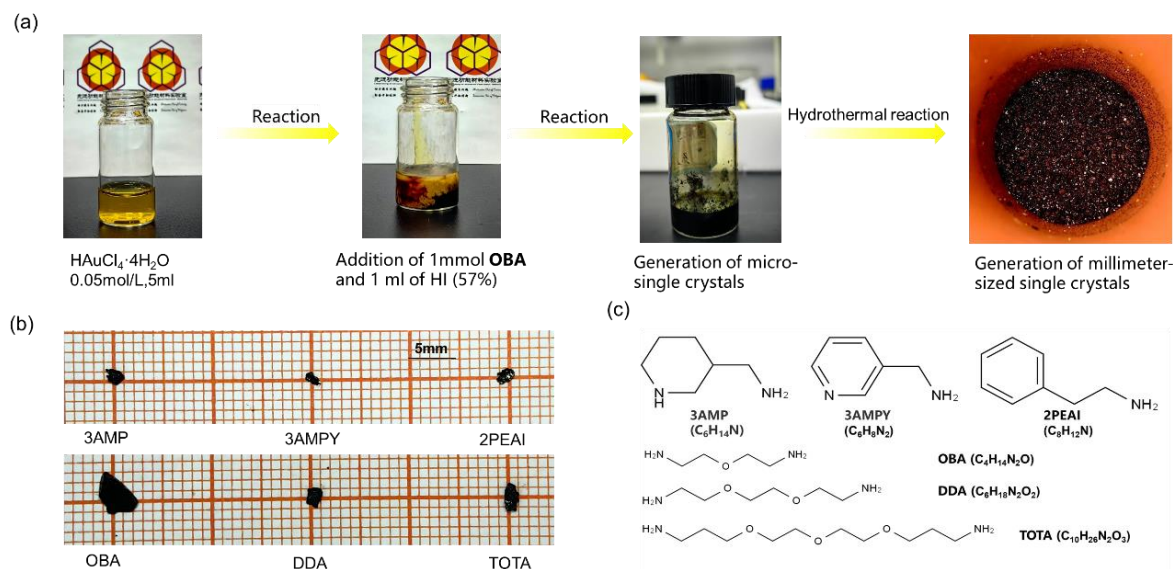 (a)
Reaction
Reaction
Hydrothermal reaction
HAuCl₄·4H₂O
0.05mol/L,5ml
Addition of 1mmol OBA
and 1 ml of HI (57%)
Generation of micro-
single crystals
Generation of millimeter-
sized single crystals
(b)
5mm
3AMP
3AMPY
2PEAI
OBA
DDA
TOTA
(c)
N
H
NH₂
3AMP
(C₆H₁₄N)
N
NH₂
3AMPY
(C₆H₈N₂)
NH₂
2PEAI
(C₈H₁₂N)
H₂N
O
NH₂
OBA (C₄H₁₄N₂O)
H₂N
O
O
NH₂
DDA (C₆H₁₈N₂O₂)
H₂N
O
O
O
NH₂
TOTA (C₁₀H₂₆N₂O₃)